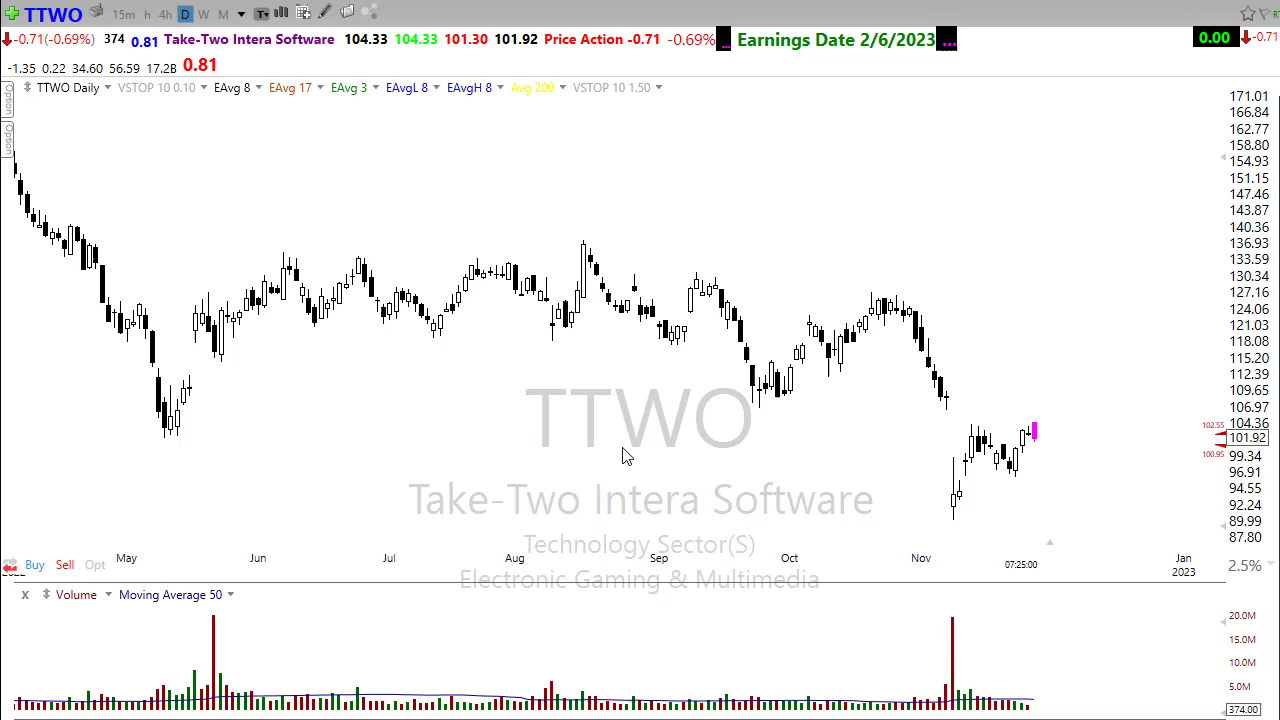 TTWO 15m h 4h D W M T
-0.71(-0.69%) 374 0.81 Take-Two Intera Software 104.33 104.33 101.30 101.92 Price Action -0.71 -0.69% ... Earnings Date 2/6/2023 ... 0.00 -0.71
-1.35 0.22 34.60 56.59 17.2B 0.81
TTWO Daily VSTOP 10 0.10 EAvg 8 EAvg 17 EAvg 3 EAvgL 8 EAvgH 8 Avg 200 VSTOP 10 1.50
Option
Option
171.01
166.84
162.77
158.80
154.93
151.15
147.46
143.87
140.36
136.93
133.59
130.34
127.16
124.06
121.03
118.08
115.20
112.39
109.65
106.97
104.36
102.55
101.92
100.95
99.34
96.91
94.55
92.24
89.99
87.80
TTWO
Take-Two Intera Software
Technology Sector(S)
Electronic Gaming & Multimedia
May Jun Jul Aug Sep Oct Nov 07:25:00 Jan
2023
Buy Sell Opt 2.5%
x Volume Moving Average 50
20.0M
15.0M
10.0M
5.0M
374.00